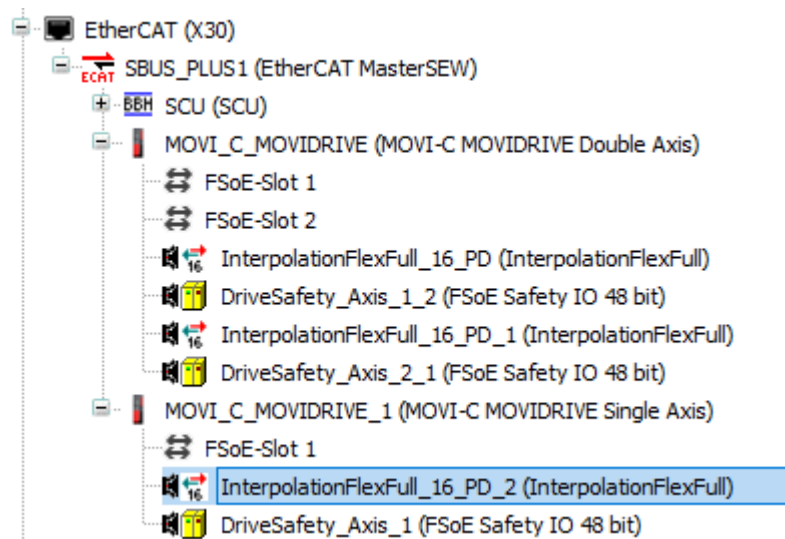 EtherCAT (X30)
ECAT SBUS_PLUS1 (EtherCAT MasterSEW)
BBH SCU (SCU)
MOVI_C_MOVIDRIVE (MOVI-C MOVIDRIVE Double Axis)
FSoE-Slot 1
FSoE-Slot 2
16 InterpolationFlexFull_16_PD (InterpolationFlexFull)
DriveSafety_Axis_1_2 (FSoE Safety IO 48 bit)
16 InterpolationFlexFull_16_PD_1 (InterpolationFlexFull)
DriveSafety_Axis_2_1 (FSoE Safety IO 48 bit)
MOVI_C_MOVIDRIVE_1 (MOVI-C MOVIDRIVE Single Axis)
FSoE-Slot 1
16 InterpolationFlexFull_16_PD_2 (InterpolationFlexFull)
DriveSafety_Axis_1 (FSoE Safety IO 48 bit)